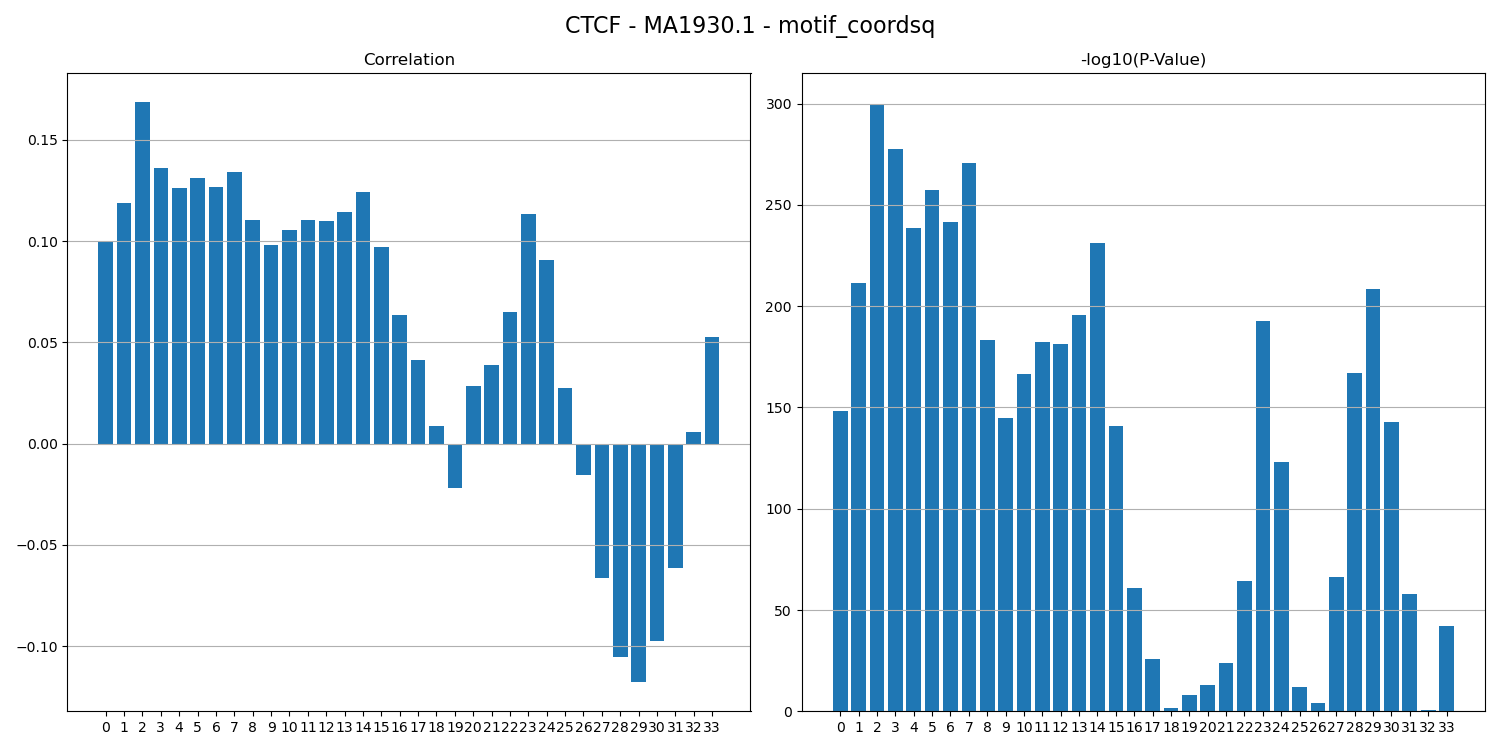 CTCF - MA1930.1 - motif_coordsq
Correlation
0.15
0.10
0.05
0.00
−0.05
−0.10
0 1 2 3 4 5 6 7 8 9 10 11 12 13 14 15 16 17 18 19 20 21 22 23 24 25 26 27 28 29 30 31 32 33
-log10(P-Value)
300
250
200
150
100
50
0
0 1 2 3 4 5 6 7 8 9 10 11 12 13 14 15 16 17 18 19 20 21 22 23 24 25 26 27 28 29 30 31 32 33